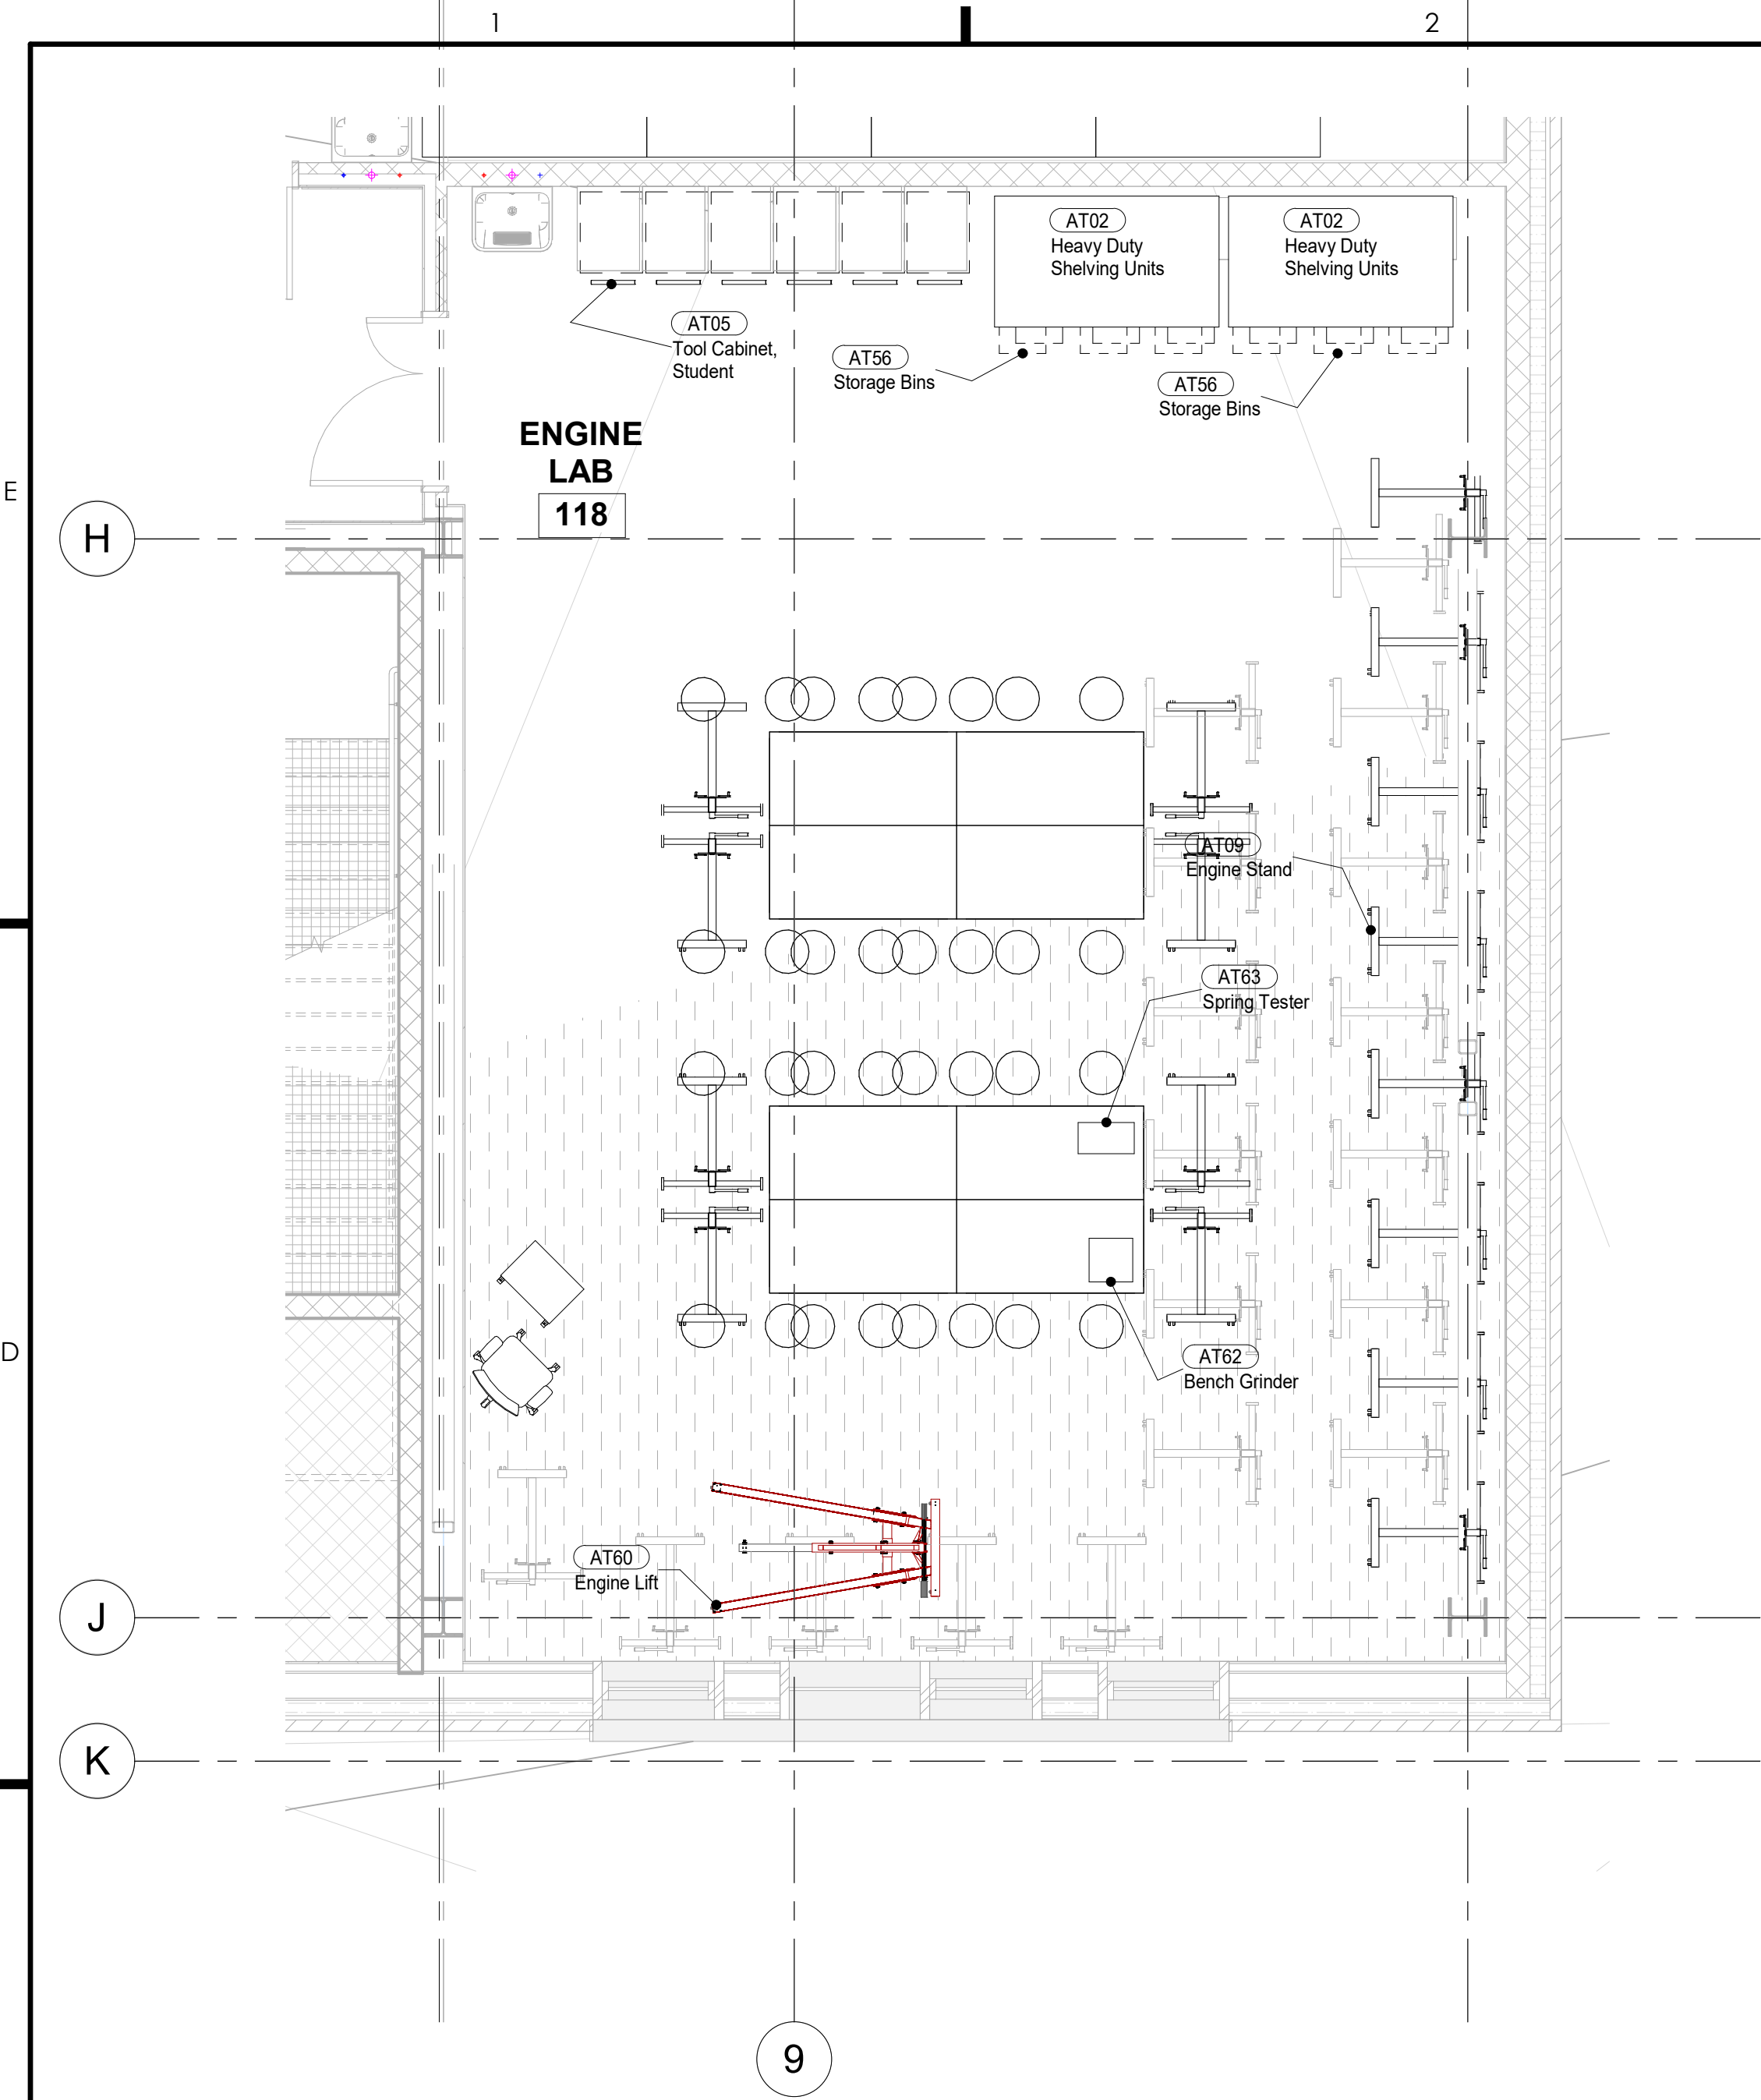 1
2
AT02
Heavy Duty
Shelving Units
AT02
Heavy Duty
Shelving Units
AT05
Tool Cabinet,
Student
AT56
Storage Bins
AT56
Storage Bins
ENGINE
LAB
118
E
H
AT09
Engine Stand
AT63
Spring Tester
D
AT62
Bench Grinder
AT60
Engine Lift
J
K
9